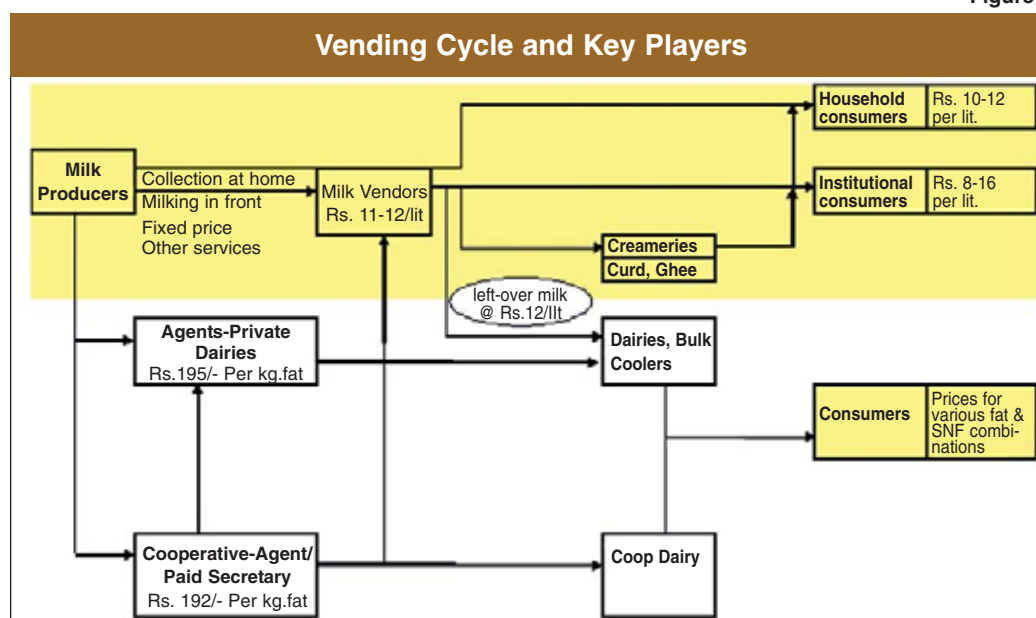 Figure
Vending Cycle and Key Players
Household
consumers
Rs. 10-12
per lit.
Milk
Producers
Collection at home
Milking in front
Fixed price
Other services
Milk Vendors
Rs. 11-12/lit
Institutional
consumers
Rs. 8-16
per lit.
Creameries
Curd, Ghee
left-over milk
@ Rs.12/IIt
Agents-Private
Dairies
Rs.195/- Per kg.fat
Dairies, Bulk
Coolers
Consumers
Prices for
various fat &
SNF combi-
nations
Cooperative-Agent/
Paid Secretary
Rs. 192/- Per kg.fat
Coop Dairy